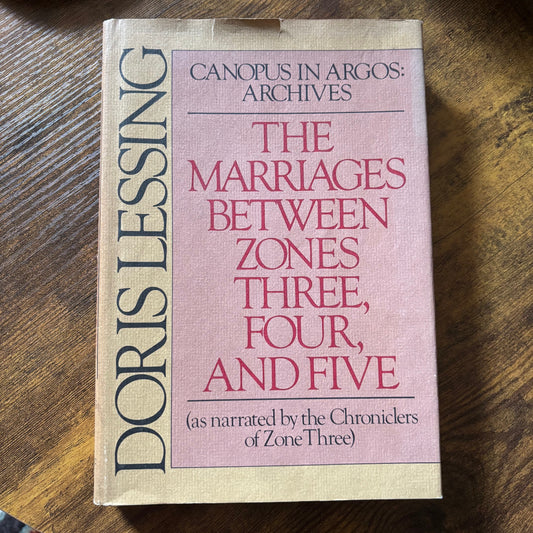 DORIS LESSING
CANOPUS IN ARGOS:
ARCHIVES
THE
MARRIAGES
BETWEEN
ZONES
THREE,
FOUR,
AND FIVE
(as narrated by the Chroniclers
of Zone Three)